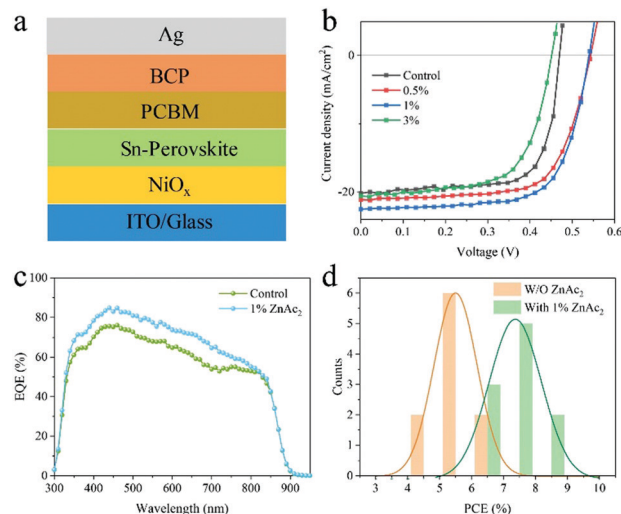 a
Ag
BCP
PCBM
Sn-Perovskite
NiOx
ITO/Glass
b
Current density (mA/cm²)
0
-20
Control
0.5%
1%
3%
0.0 0.1 0.2 0.3 0.4 0.5 0.6
Voltage (V)
c
EQE (%)
100
80
60
40
20
0
Control
1% ZnAc₂
300 400 500 600 700 800 900
Wavelength (nm)
d
Counts
6
5
4
3
2
1
0
W/O ZnAc₂
With 1% ZnAc₂
3 4 5 6 7 8 9 10
PCE (%)